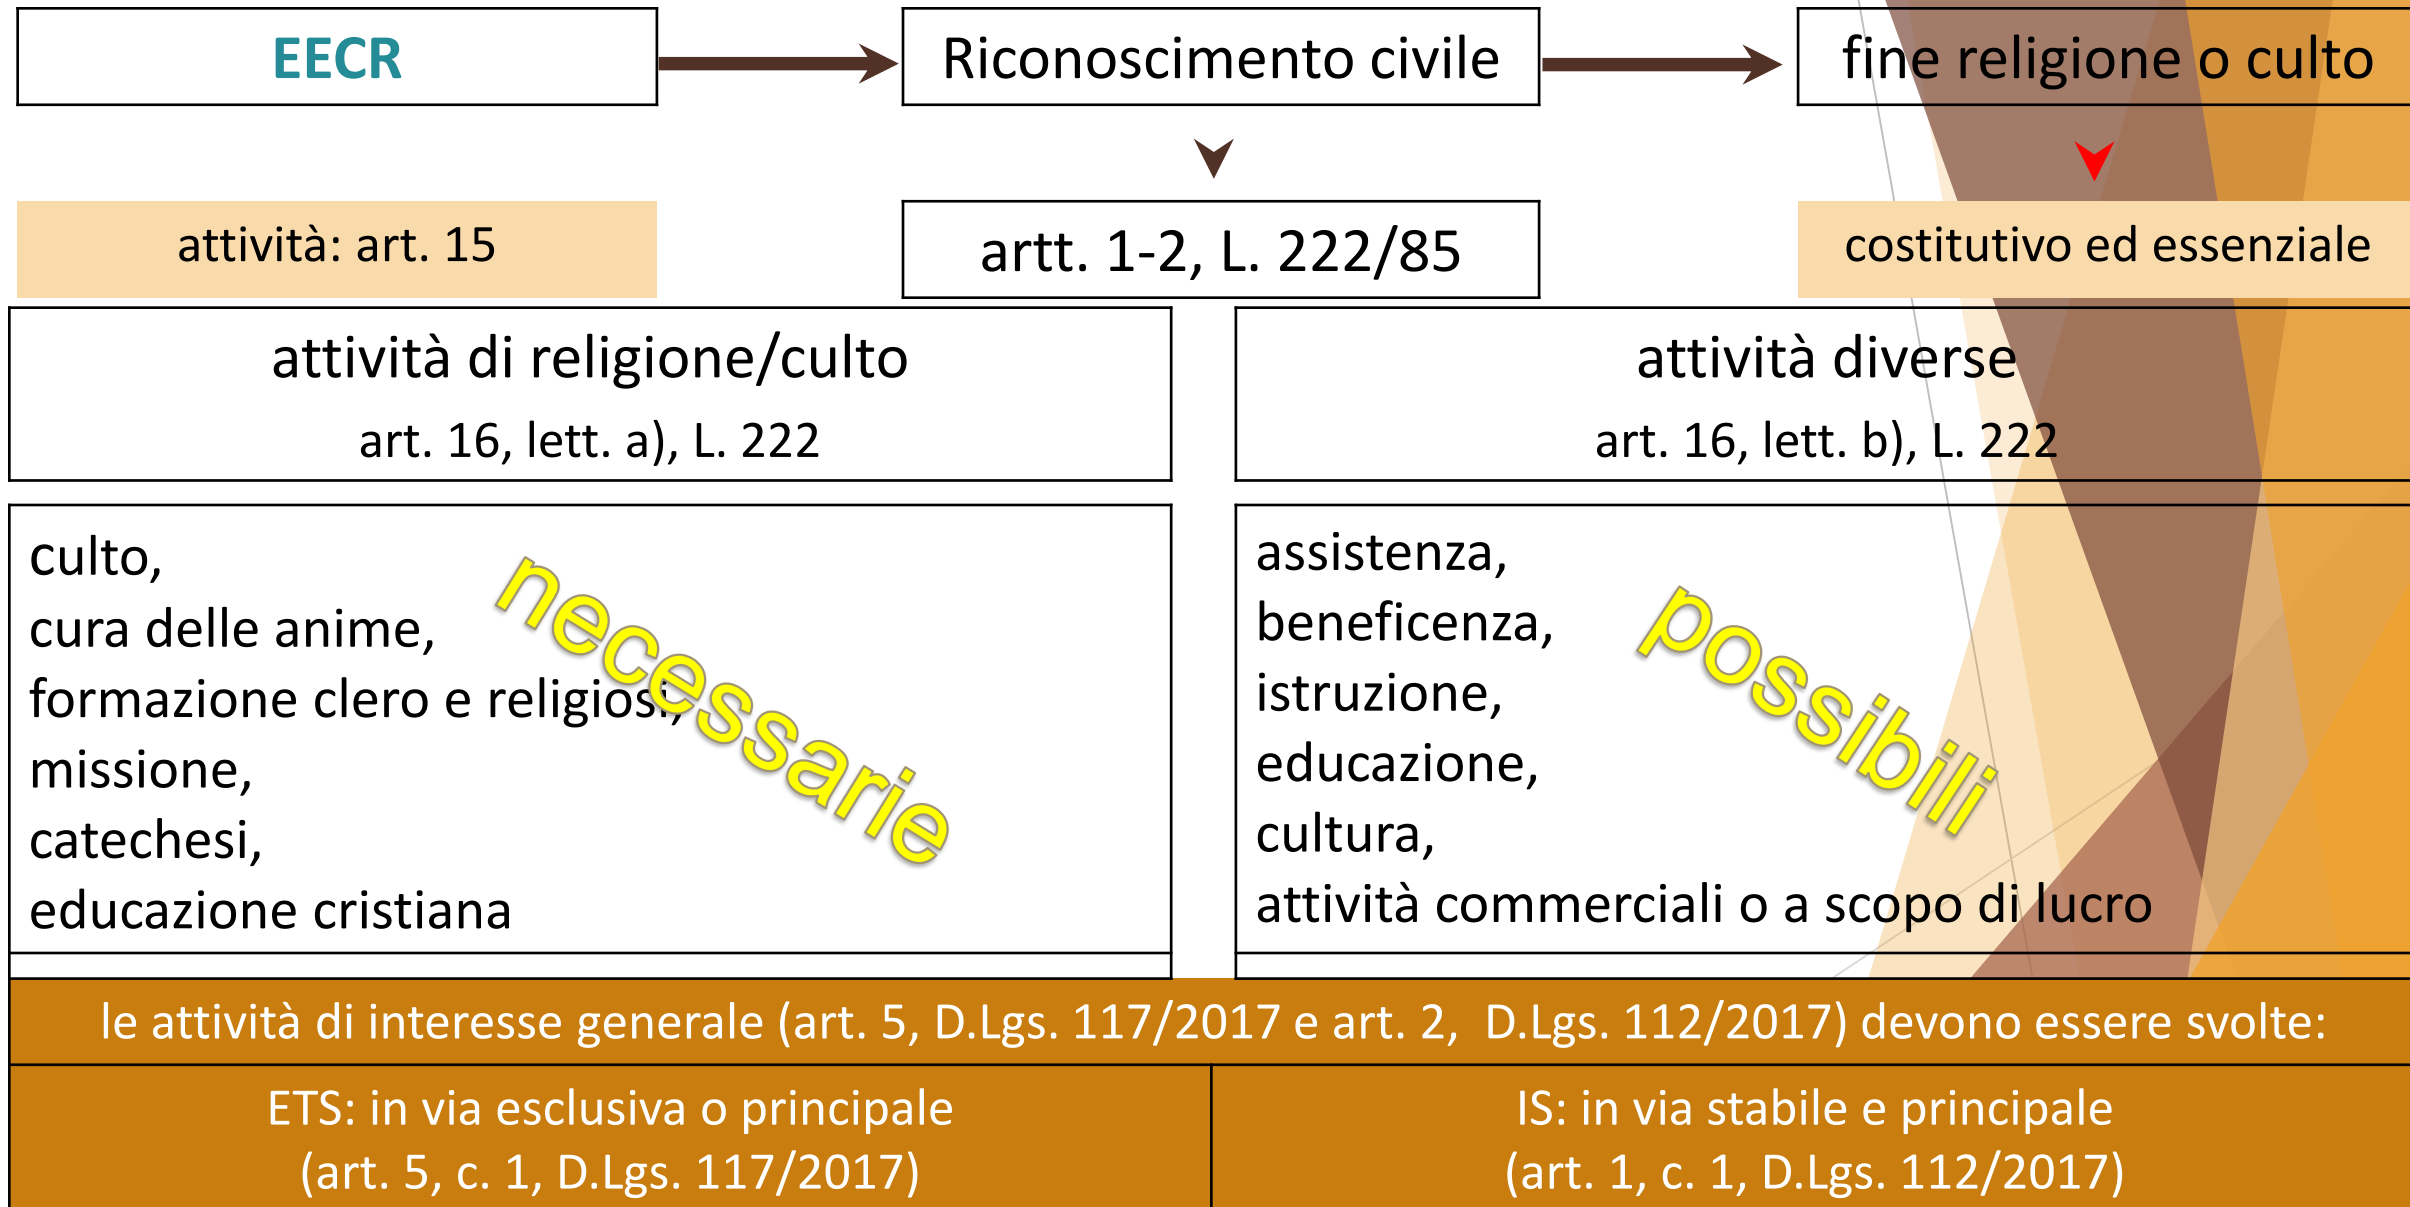 EECR
Riconoscimento civile
fine religione o culto
attività: art. 15
artt. 1-2, L. 222/85
costitutivo ed essenziale
attività di religione/culto
art. 16, lett. a), L. 222
attività diverse
art. 16, lett. b), L. 222
culto,
cura delle anime,
formazione clero e religiosi,
missione,
catechesi,
educazione cristiana
necessarie
assistenza,
beneficenza,
istruzione,
educazione,
cultura,
attività commerciali o a scopo di lucro
possibili
le attività di interesse generale (art. 5, D.Lgs. 117/2017 e art. 2, D.Lgs. 112/2017) devono essere svolte:
ETS: in via esclusiva o principale
(art. 5, c. 1, D.Lgs. 117/2017)
IS: in via stabile e principale
(art. 1, c. 1, D.Lgs. 112/2017)